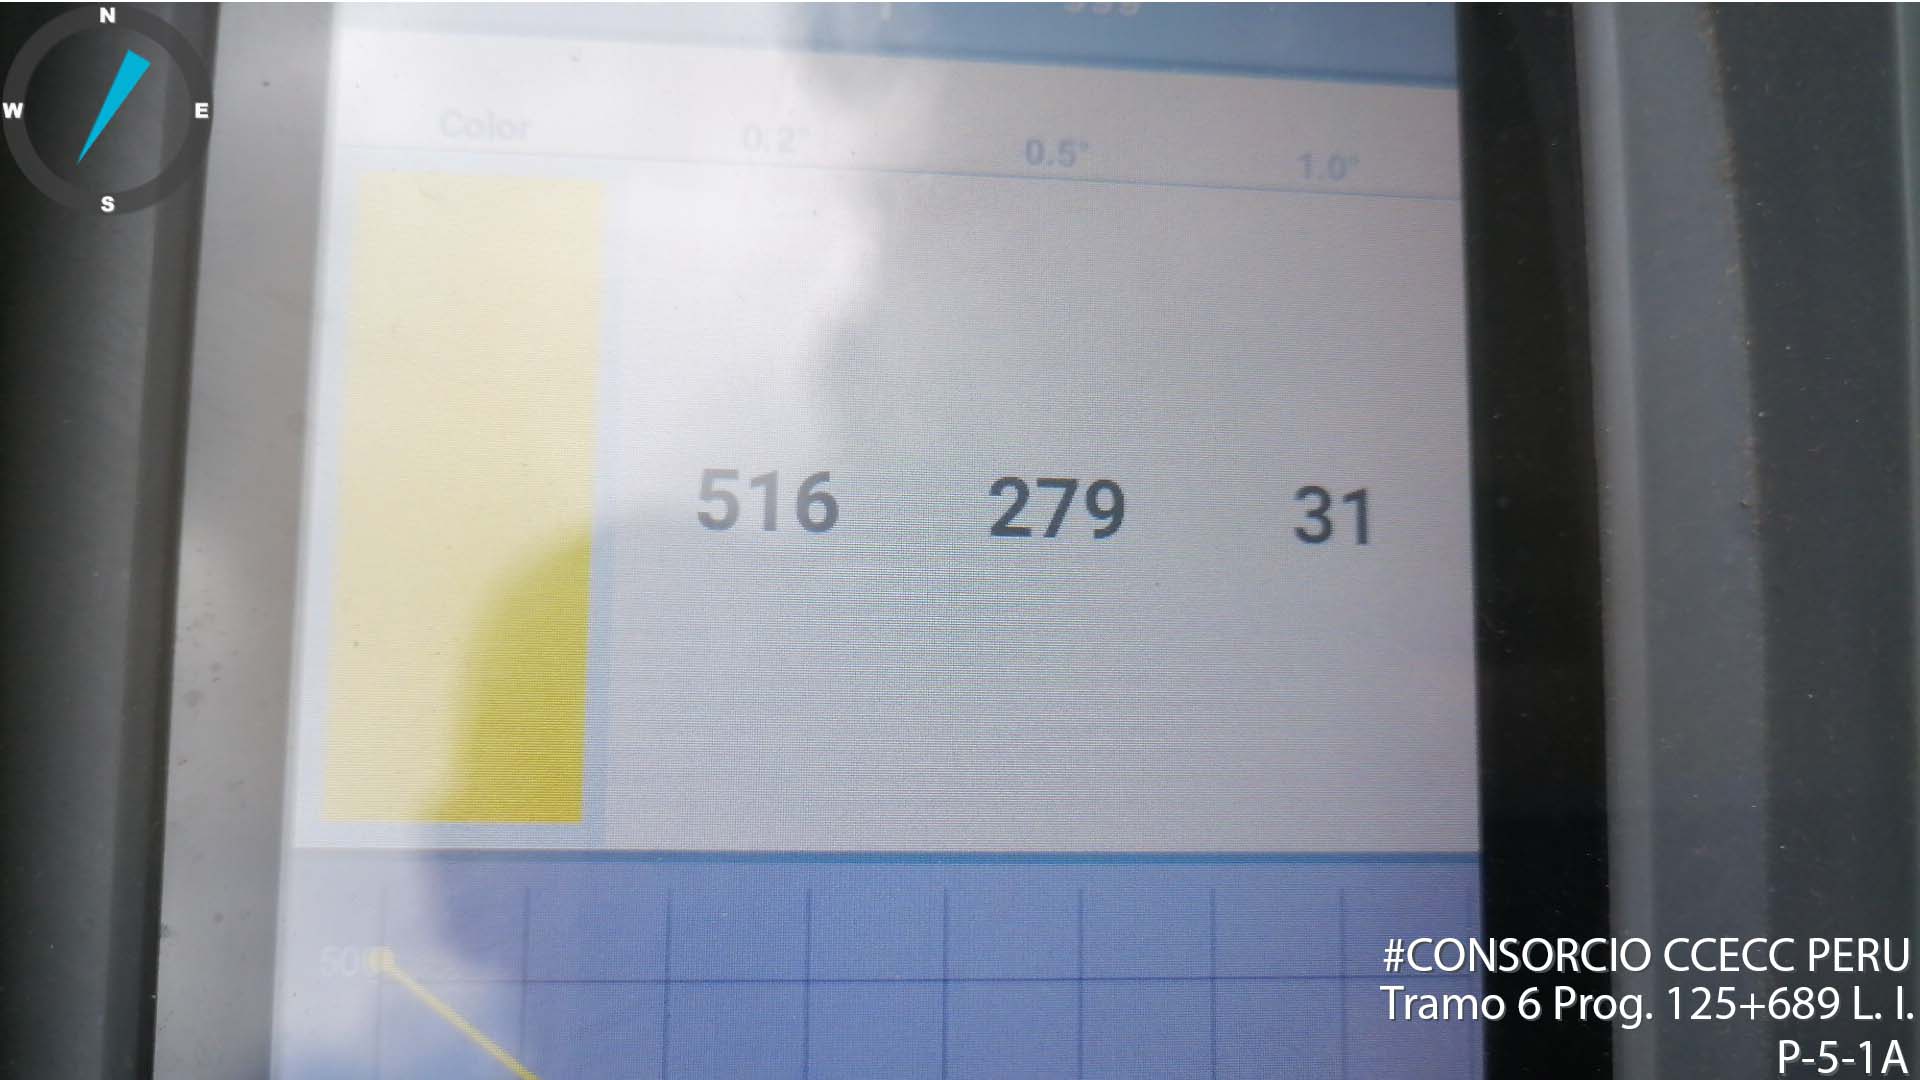 N
W E
S
Color 0.2° 0.5° 1.0°
516 279 31
500
#CONSORCIO CCECC PERU
Tramo 6 Prog. 125+689 L. I.
P-5-1A